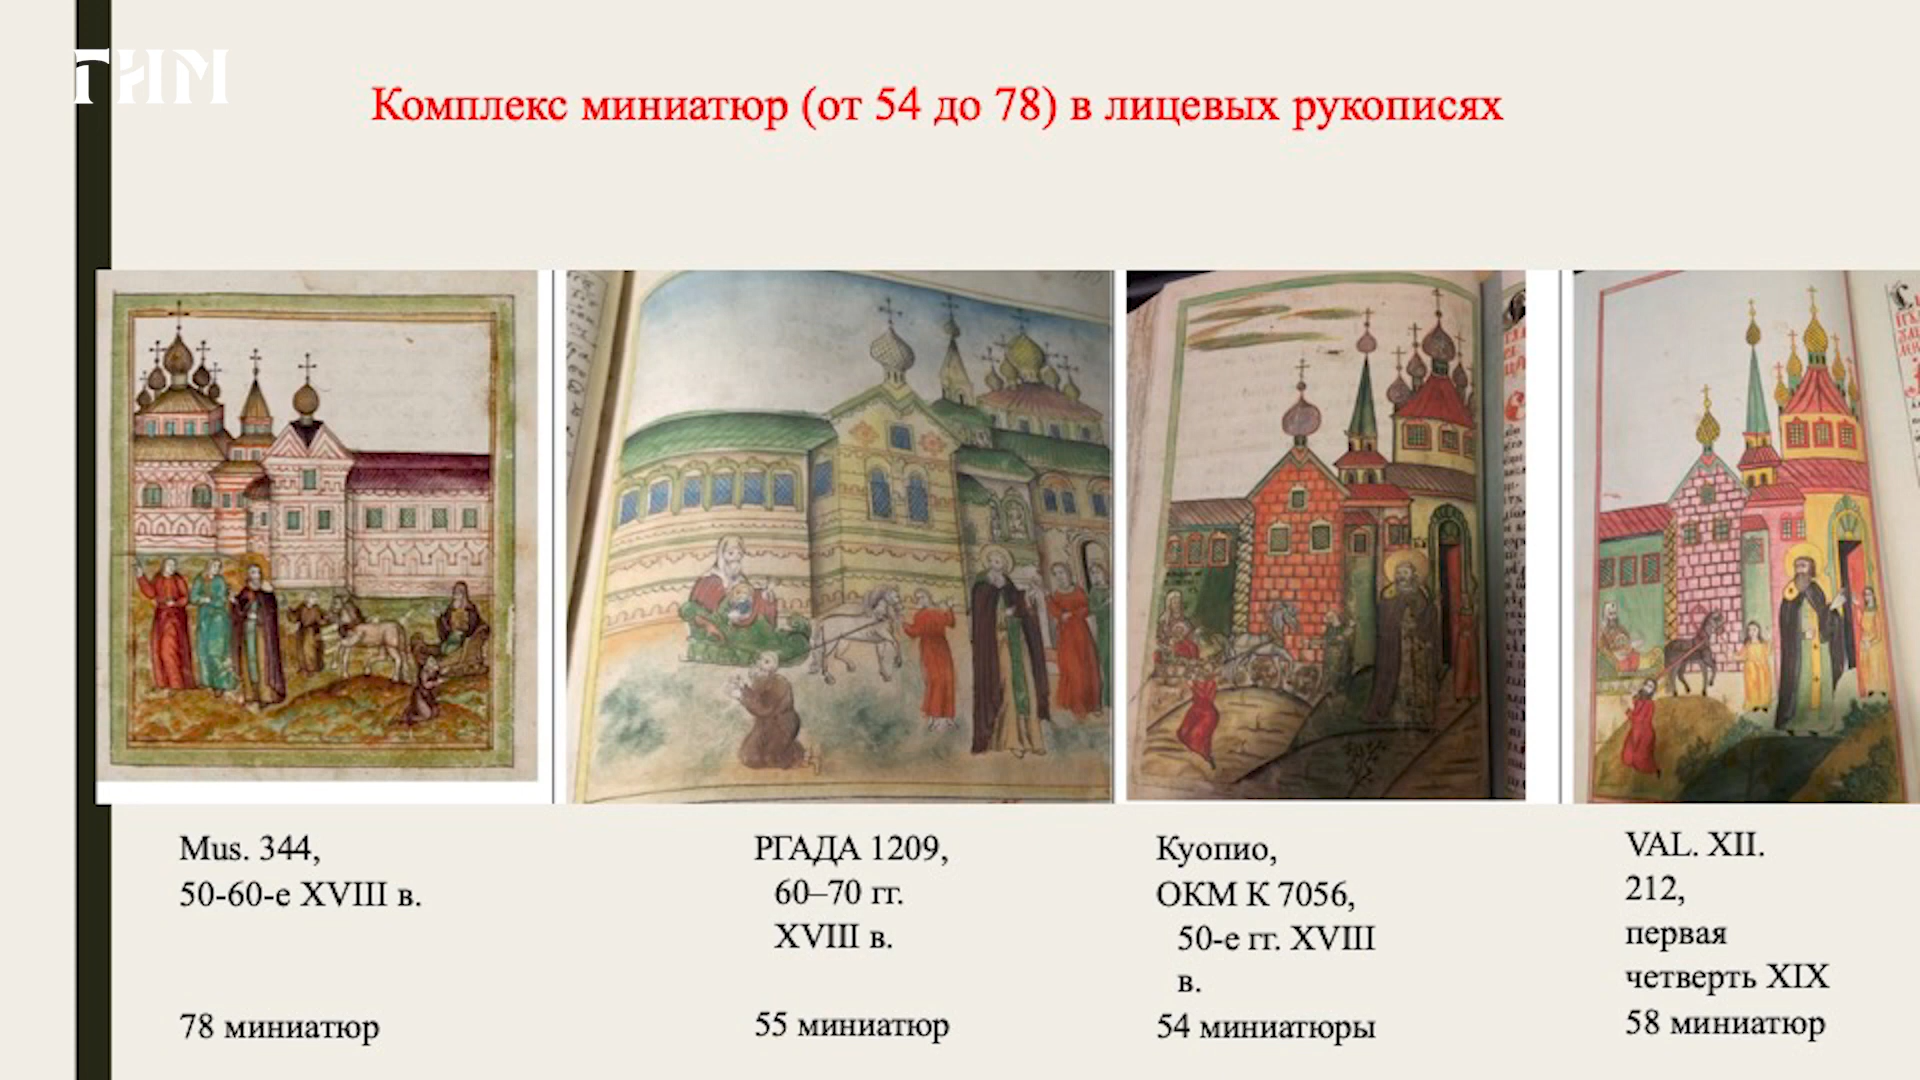 ГИМ
Комплекс миниатюр (от 54 до 78) в лицевых рукописях
Mus. 344,
50-60-е XVIII в.
78 миниатюр
РГАДА 1209,
60–70 гг.
XVIII в.
55 миниатюр
Куопио,
ОКМ К 7056,
50-е гг. XVIII
в.
54 миниатюры
VAL. XII.
212,
первая
четверть XIX
58 миниатюр